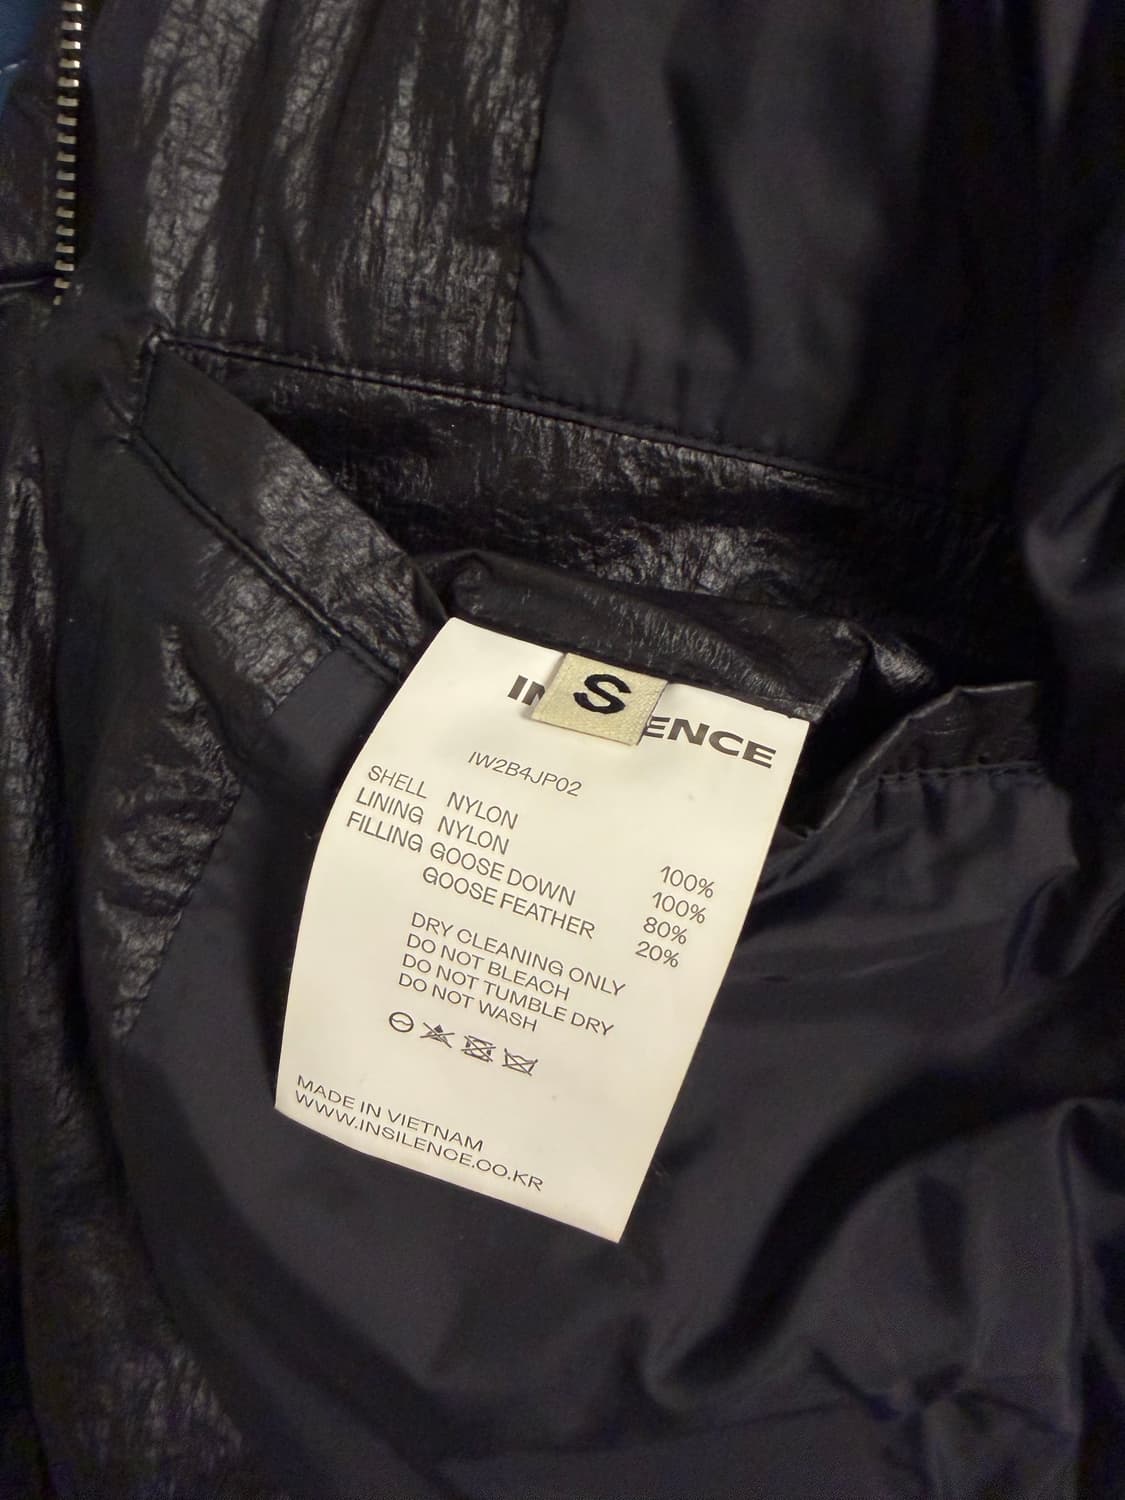 S
ENCE
IW2B4JP02
SHELL NYLON 100%
LINING NYLON 100%
FILLING GOOSE DOWN 80%
GOOSE FEATHER 20%
DRY CLEANING ONLY
DO NOT BLEACH
DO NOT TUMBLE DRY
DO NOT WASH
MADE IN VIETNAM
WWW.INSILENCE.CO.KR